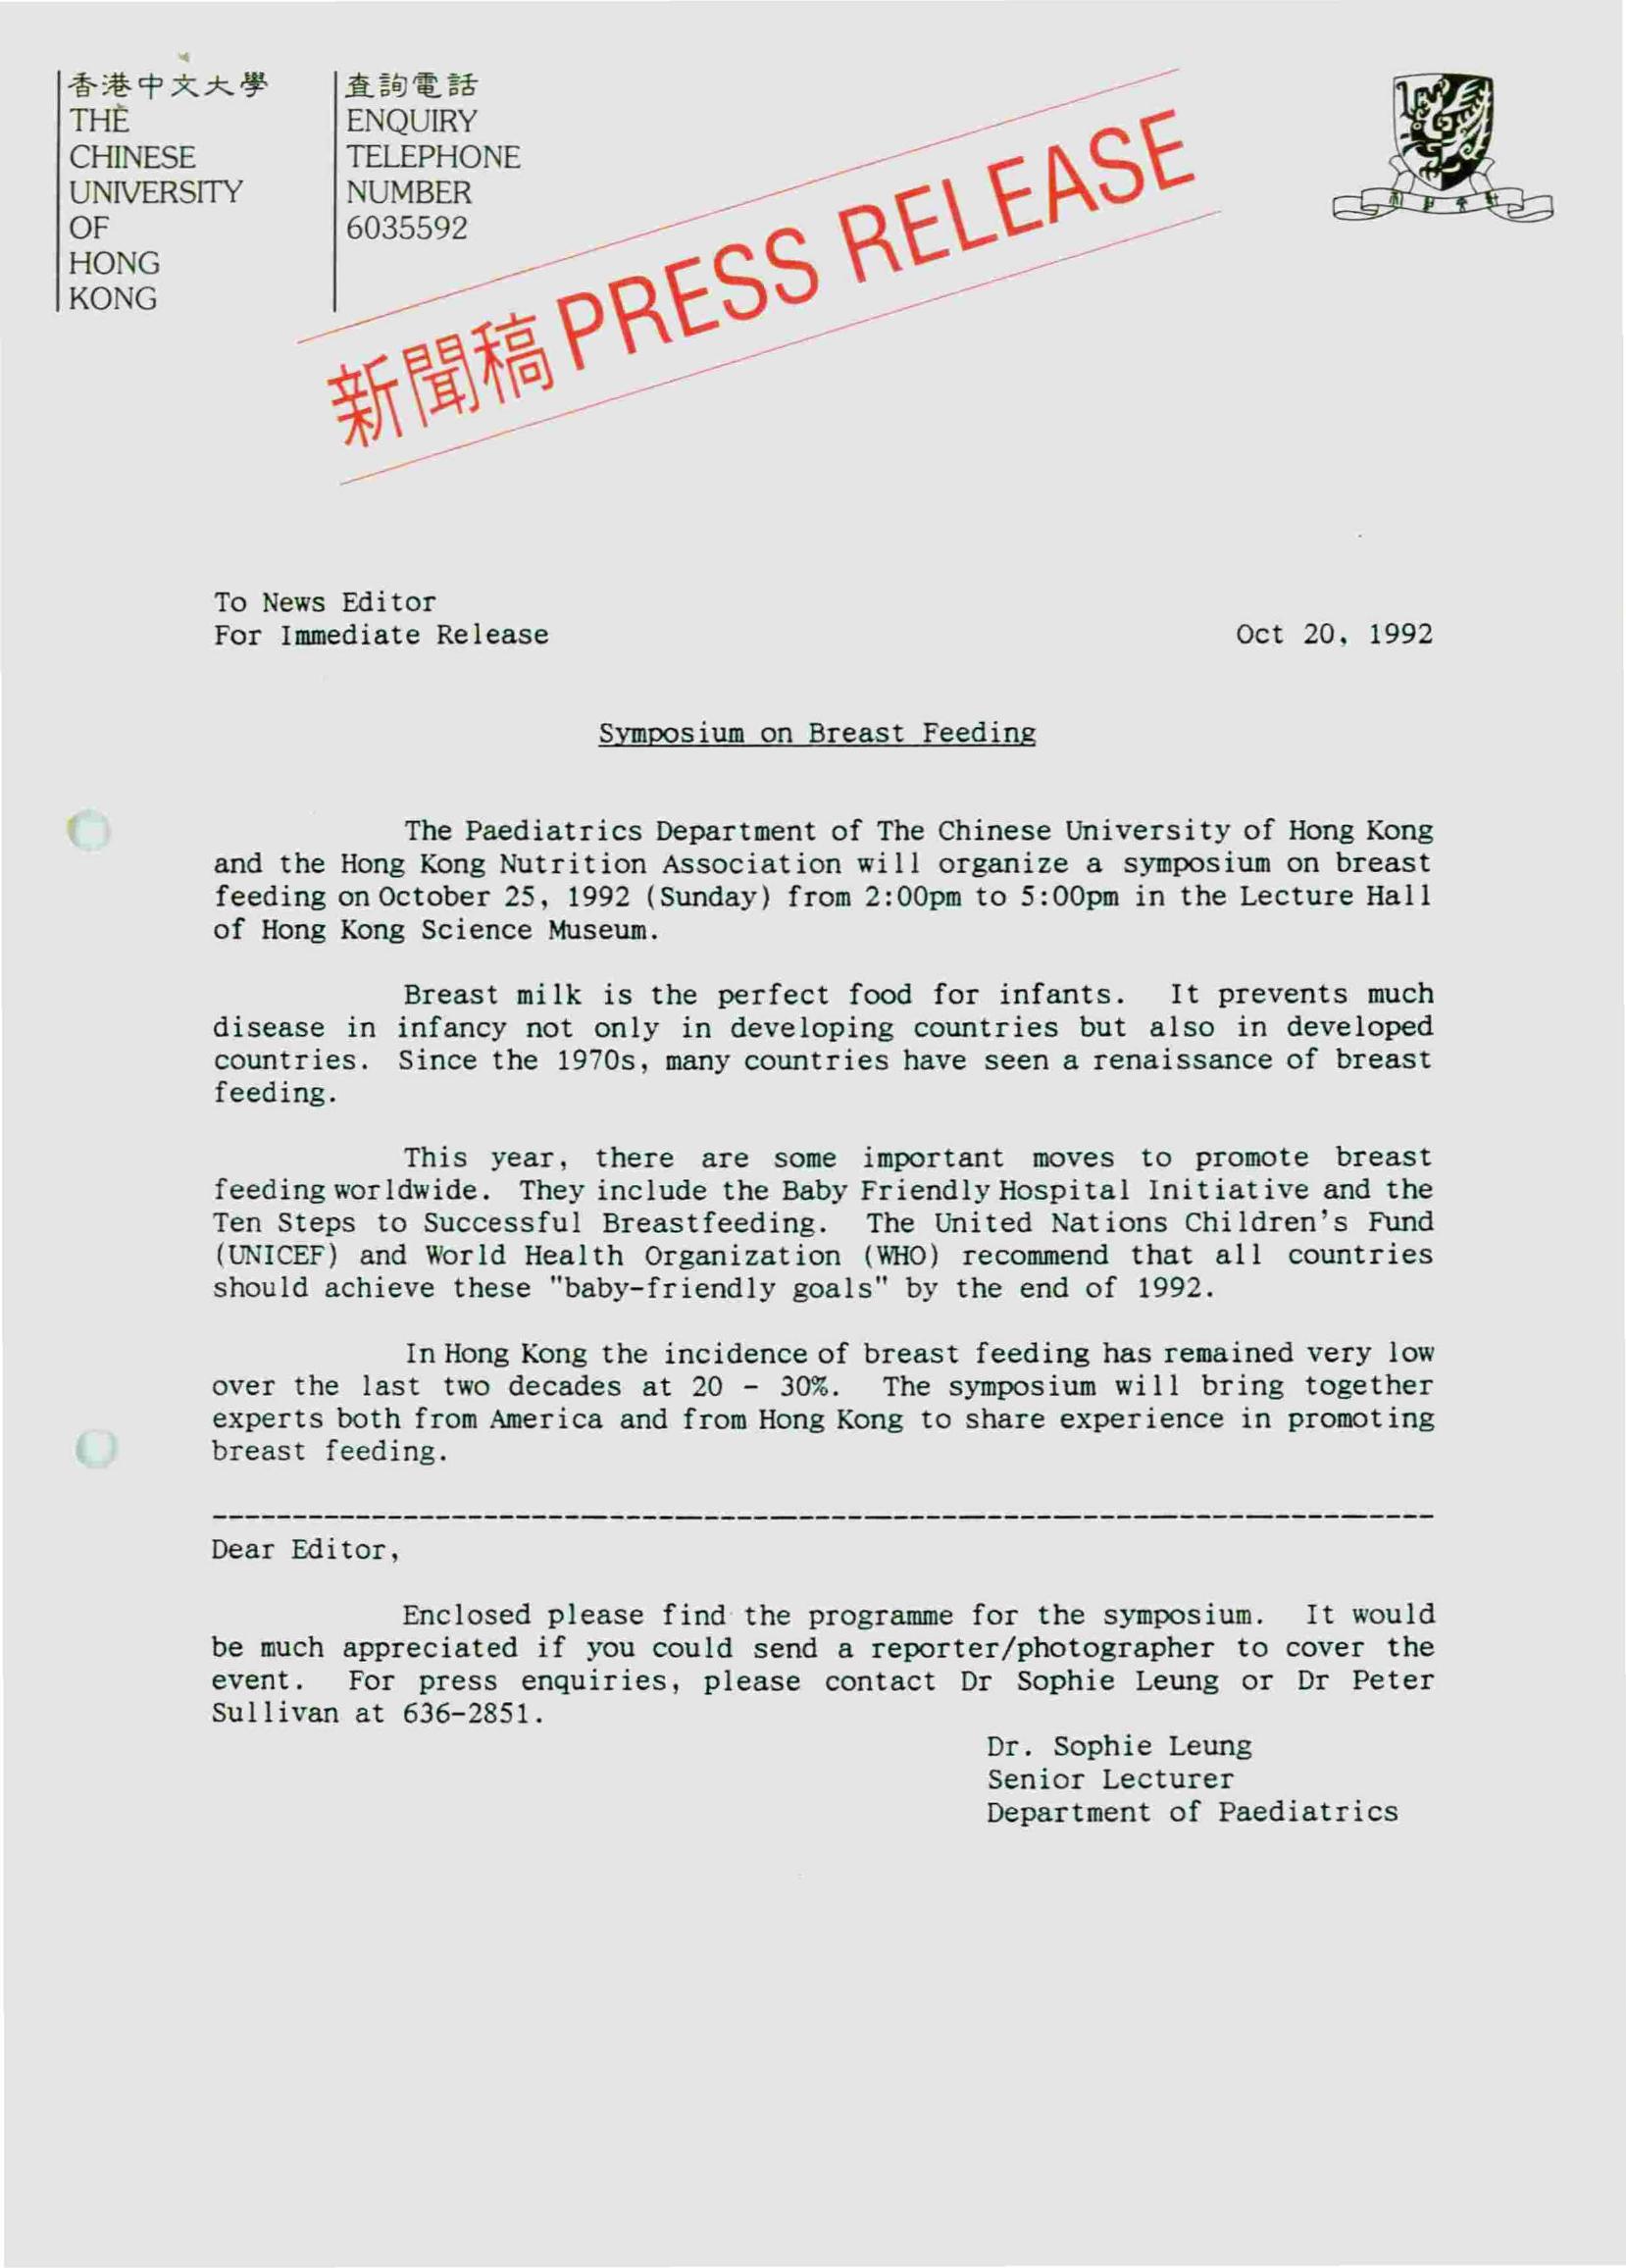 香港中文大學
THE
CHINESE
UNIVERSITY
OF
HONG
KONG
查詢電話
ENQUIRY
TELEPHONE
NUMBER
6035592
新聞稿 PRESS RELEASE
To News Editor
For Immediate Release Oct 20, 1992
Symposium on Breast Feeding
The Paediatrics Department of The Chinese University of Hong Kong
and the Hong Kong Nutrition Association will organize a symposium on breast
feeding on October 25, 1992 (Sunday) from 2:00pm to 5:00pm in the Lecture Hall
of Hong Kong Science Museum.
Breast milk is the perfect food for infants. It prevents much
disease in infancy not only in developing countries but also in developed
countries. Since the 1970s, many countries have seen a renaissance of breast
feeding.
This year, there are some important moves to promote breast
feeding worldwide. They include the Baby Friendly Hospital Initiative and the
Ten Steps to Successful Breastfeeding. The United Nations Children's Fund
(UNICEF) and World Health Organization (WHO) recommend that all countries
should achieve these "baby-friendly goals" by the end of 1992.
In Hong Kong the incidence of breast feeding has remained very low
over the last two decades at 20 - 30%. The symposium will bring together
experts both from America and from Hong Kong to share experience in promoting
breast feeding.
Dear Editor,
Enclosed please find the programme for the symposium. It would
be much appreciated if you could send a reporter/photographer to cover the
event. For press enquiries, please contact Dr Sophie Leung or Dr Peter
Sullivan at 636-2851.
Dr. Sophie Leung
Senior Lecturer
Department of Paediatrics